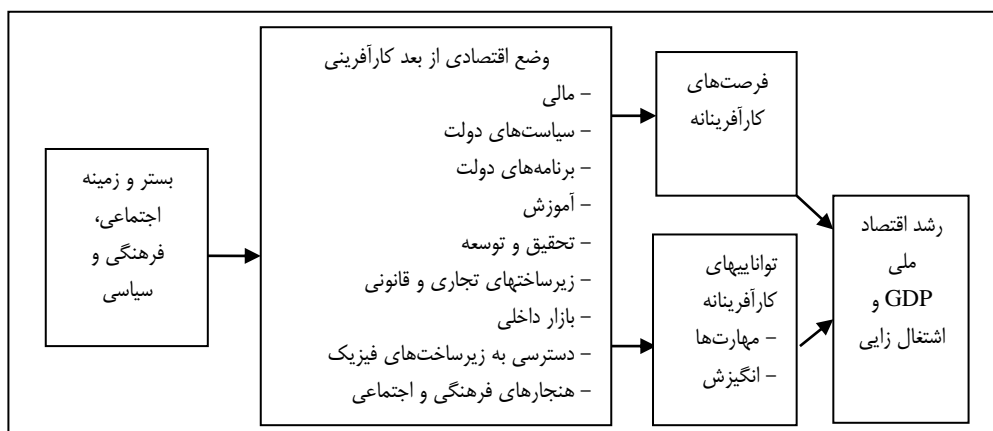 بستر و زمینه
اجتماعی،
فرهنگی و
سیاسی
وضع اقتصادی از بعد کارآفرینی
– مالی
– سیاست‌های دولت
– برنامه‌های دولت
– آموزش
– تحقیق و توسعه
– زیرساختهای تجاری و قانونی
– بازار داخلی
– دسترسی به زیرساخت‌های فیزیک
– هنجارهای فرهنگی و اجتماعی
فرصت‌های
کارآفرینانه
تواناییهای
کارآفرینانه
– مهارت‌ها
– انگیزش
رشد اقتصاد
ملی
GDP و
اشتغال زایی